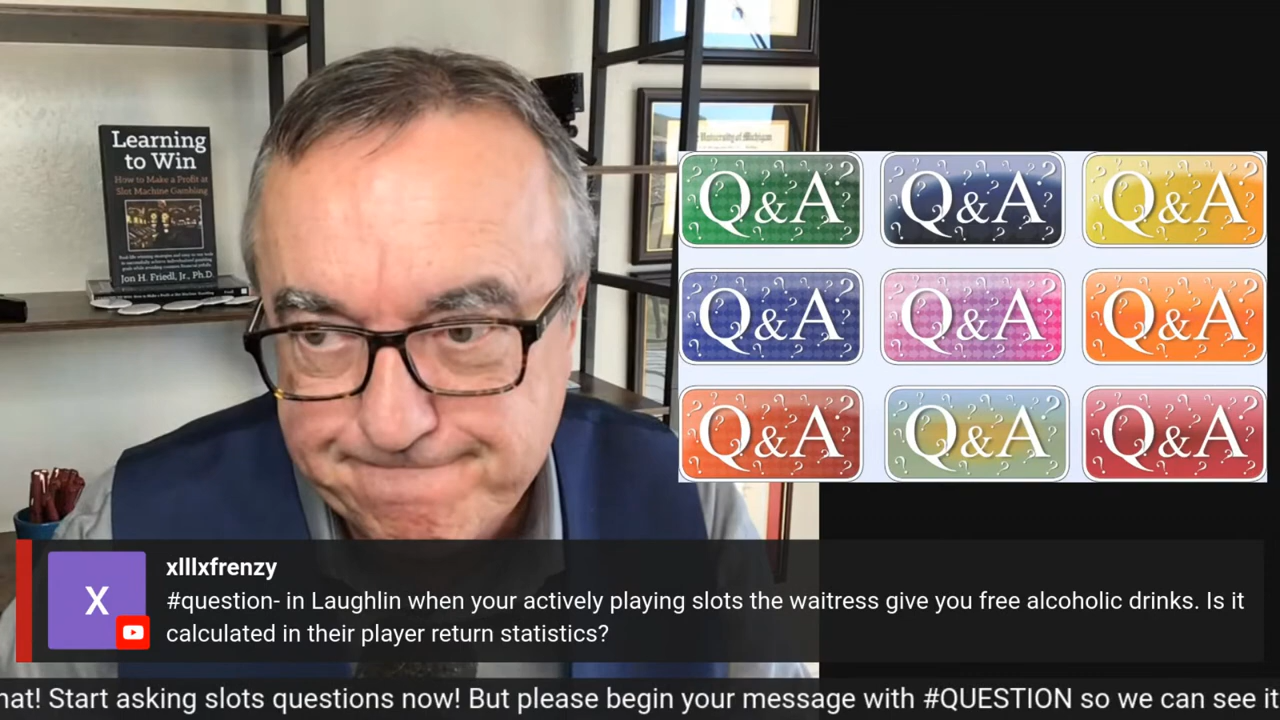 Learning
to Win
How to Make a Profit at
Slot Machine Gambling
Jon H. Friedl, Jr., Ph.D.
University of Michigan
Q&A Q&A Q&A
Q&A Q&A Q&A
Q&A Q&A Q&A
X
xlllxfrenzy
#question- in Laughlin when your actively playing slots the waitress give you free alcoholic drinks. Is it
calculated in their player return statistics?
hat! Start asking slots questions now! But please begin your message with #QUESTION so we can see it